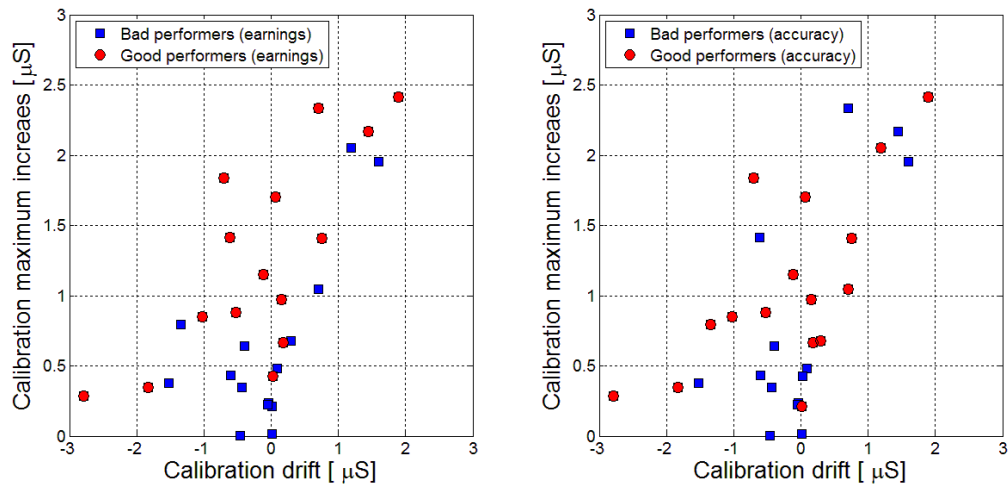 Calibration maximum increaes [μS]
3
2.5
2
1.5
1
0.5
0
Bad performers (earnings)
Good performers (earnings)
-3 -2 -1 0 1 2 3
Calibration drift [ μS]
Calibration maximum increaes [μS]
3
2.5
2
1.5
1
0.5
0
Bad performers (accuracy)
Good performers (accuracy)
-3 -2 -1 0 1 2 3
Calibration drift [ μS]